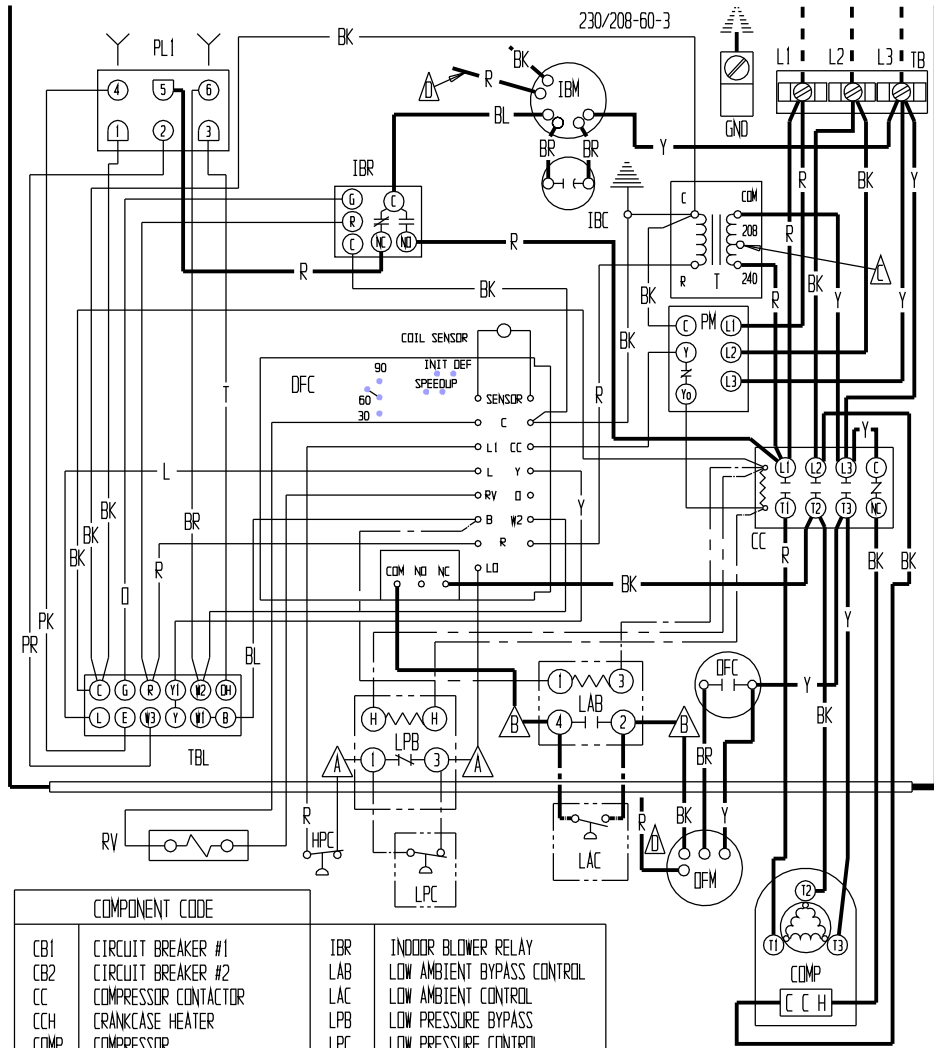 230/208-60-3
PL1
BK
BK
L1 L2 L3 TB
4 5 6
R
IBM
1 2 3
BL
GND
BR BR
Y
IBR
R BK Y
G C
R
C NC NO
IBC
C COM
208
R T 240
C
R
BK
R
BK
Y
R
BK
BK
C PM L1
Y L2
Yo L3
COIL SENSOR
90
INIT DEF
DFC
SPEEDUP
60
30
SENSOR
C
L1 CC
L Y
RV O
B W2
R
LO
COM NO NC
T
L
R
Y
Y
L1 L2 L3 C
T1 T2 T3 NC
CC
BK
BK
BK
PK
PR
O
R
BR
BL
BK
R
BK
BK
Y
BK
C G R Y1 W2 OH
L E W3 Y W1 B
TBL
D
1 3
LAB
B 4 2 B
OFC
Y
BR
H H
LPB
A 1 3 A
R
HPC
RV
LPC
LAC
R
D
BK
Y
OFM
T2
T1 T3
COMP
CCH
COMPONENT CODE
CB1 CIRCUIT BREAKER #1 IBR INDOOR BLOWER RELAY
CB2 CIRCUIT BREAKER #2 LAB LOW AMBIENT BYPASS CONTROL
CC COMPRESSOR CONTACTOR LAC LOW AMBIENT CONTROL
CCH CRANKCASE HEATER LPB LOW PRESSURE BYPASS
COMP COMPRESSOR LPC LOW PRESSURE CONTROL